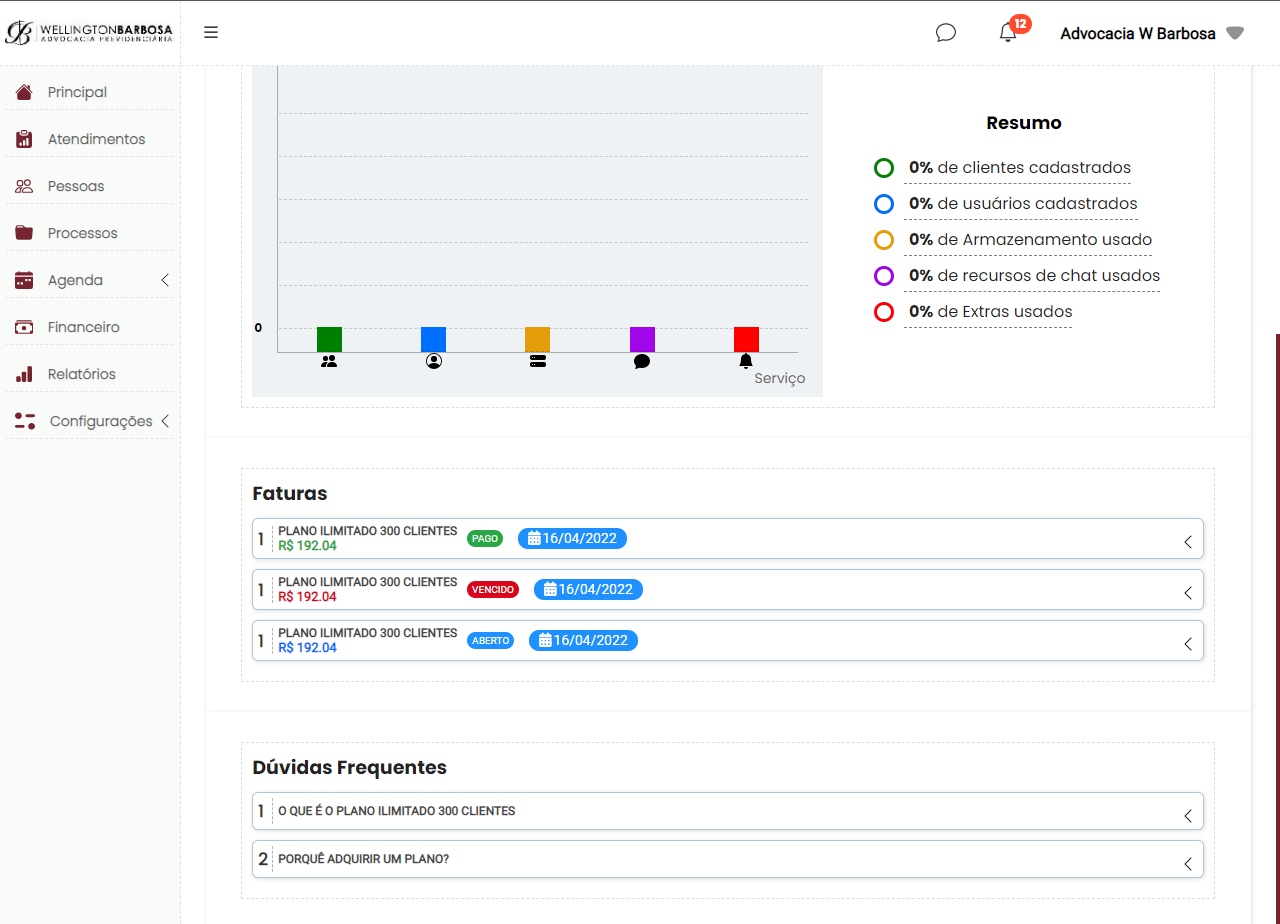 WELLINGTONBARBOSA
ADVOCACIA PREVIDENCIÁRIA
12
Advocacia W Barbosa
Principal
Atendimentos
Pessoas
Processos
Agenda
Financeiro
Relatórios
Configurações
0
Serviço
Resumo
0% de clientes cadastrados
0% de usuários cadastrados
0% de Armazenamento usado
0% de recursos de chat usados
0% de Extras usados
Faturas
1 PLANO ILIMITADO 300 CLIENTES PAGO 16/04/2022
R$ 192.04
1 PLANO ILIMITADO 300 CLIENTES VENCIDO 16/04/2022
R$ 192.04
1 PLANO ILIMITADO 300 CLIENTES ABERTO 16/04/2022
R$ 192.04
Dúvidas Frequentes
1 O QUE É O PLANO ILIMITADO 300 CLIENTES
2 PORQUÊ ADQUIRIR UM PLANO?